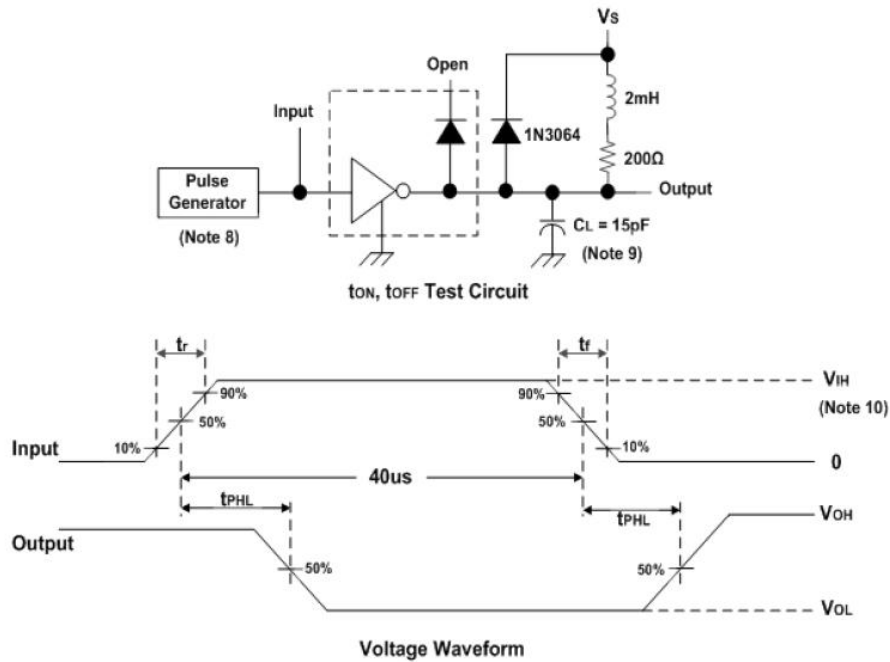 Vs
Open
2mH
Input
1N3064
200Ω
Pulse
Generator
Output
(Note 8)
CL = 15pF
(Note 9)
tON, tOFF Test Circuit
tr
tf
90%
90%
VIH
(Note 10)
50%
50%
Input
10%
10%
0
40us
tPHL
tPHL
VOH
Output
50%
50%
VOL
Voltage Waveform